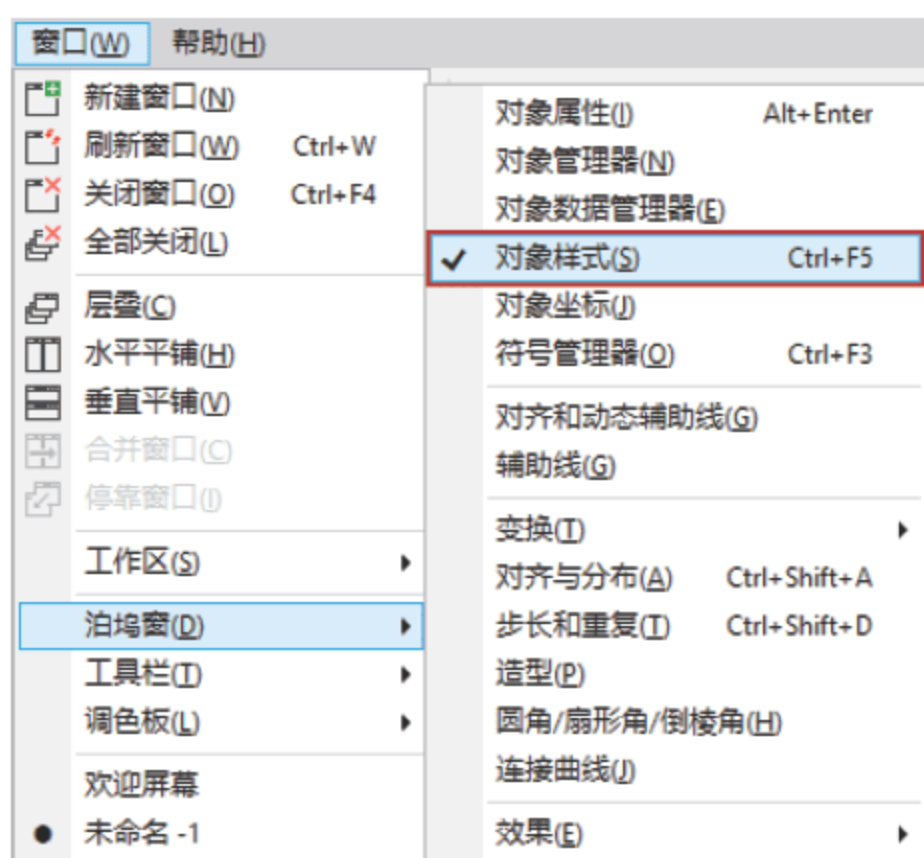 窗口(W) 帮助(H)
新建窗口(N)
刷新窗口(W) Ctrl+W
关闭窗口(O) Ctrl+F4
全部关闭(L)
层叠(C)
水平平铺(H)
垂直平铺(V)
合并窗口(C)
停靠窗口(I)
工作区(S)
泊坞窗(D)
工具栏(T)
调色板(L)
欢迎屏幕
未命名 -1
对象属性(I) Alt+Enter
对象管理器(N)
对象数据管理器(E)
对象样式(S) Ctrl+F5
对象坐标(J)
符号管理器(O) Ctrl+F3
对齐和动态辅助线(G)
辅助线(G)
变换(T)
对齐与分布(A) Ctrl+Shift+A
步长和重复(T) Ctrl+Shift+D
造型(P)
圆角/扇形角/倒棱角(H)
连接曲线(J)
效果(E)